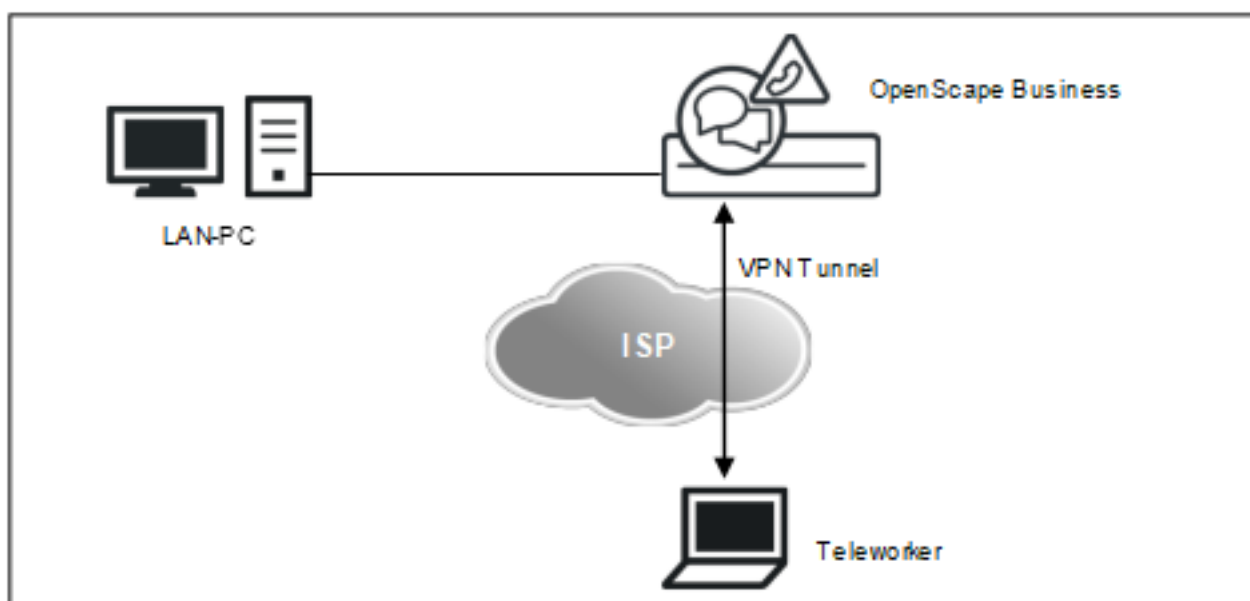 OpenScape Business
LAN-PC
VPN Tunnel
ISP
Teleworker